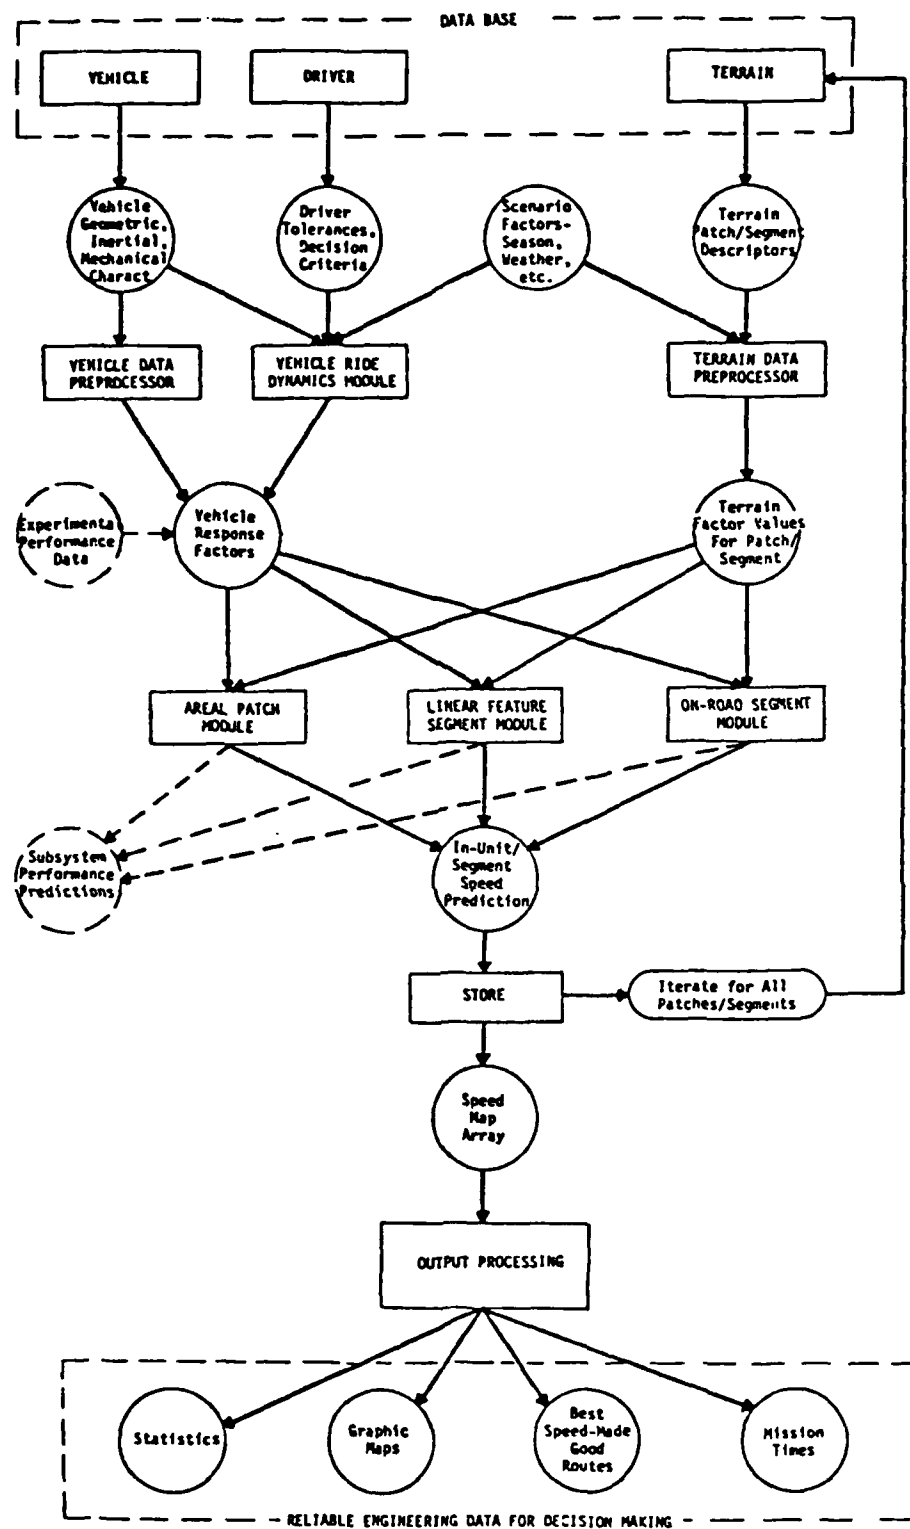 DATA BASE
VEHICLE
DRIVER
TERRAIN
Vehicle
Geometric,
Inertial,
Mechanical
Charact
Driver
Tolerances,
Decision
Criteria
Scenario
Factors-
Season,
Weather,
etc.
Terrain
Patch/Segment
Descriptors
VEHICLE DATA
PREPROCESSOR
VEHICLE RIDE
DYNAMICS MODULE
TERRAIN DATA
PREPROCESSOR
Experimenta
Performance
Data
Vehicle
Response
Factors
Terrain
Factor Values
For Patch/
Segment
AREAL PATCH
MODULE
LINEAR FEATURE
SEGMENT MODULE
ON-ROAD SEGMENT
MODULE
Subsystem
Performance
Predictions
In-Unit/
Segment
Speed
Prediction
STORE
Iterate for All
Patches/Segments
Speed
Map
Array
OUTPUT PROCESSING
Statistics
Graphic
Maps
Best
Speed-Made
Good
Routes
Mission
Times
RELIABLE ENGINEERING DATA FOR DECISION MAKING